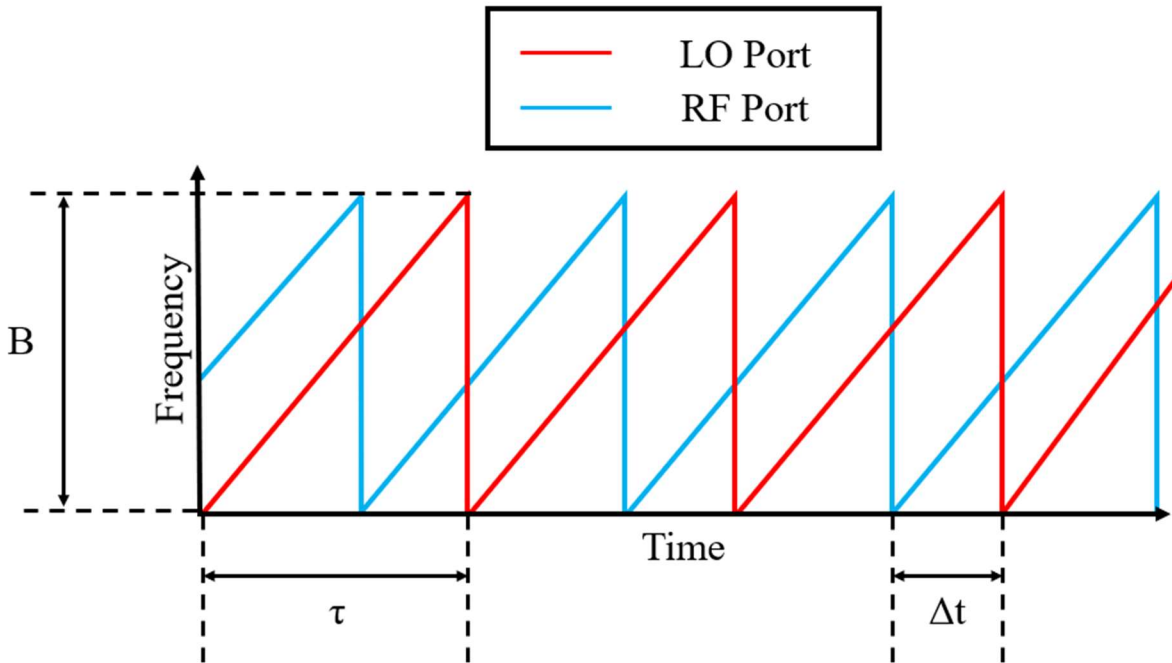 LO Port
RF Port
B
Frequency
Time
τ
Δt